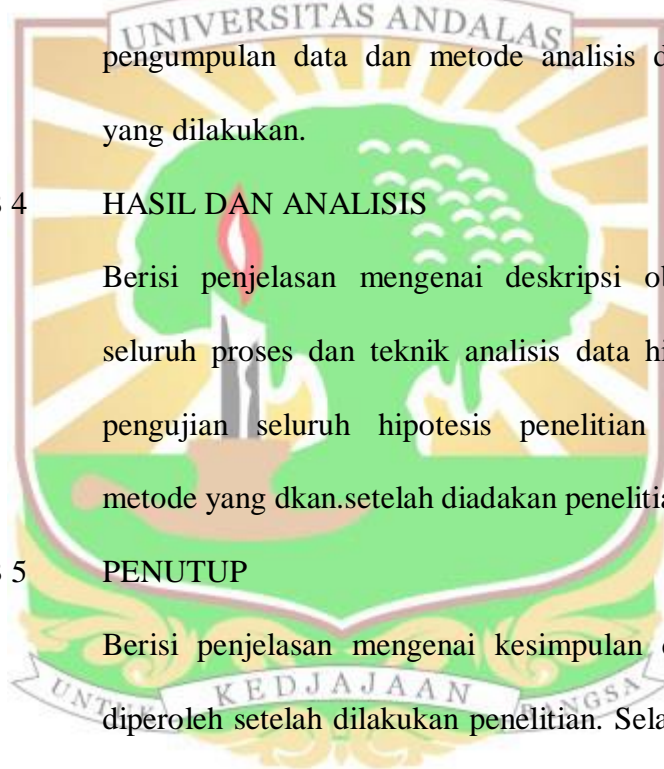 UNIVERSITAS ANDALAS
pengumpulan data dan metode analisis d
yang dilakukan.
4 HASIL DAN ANALISIS
Berisi penjelasan mengenai deskripsi o
seluruh proses dan teknik analisis data hi
pengujian seluruh hipotesis penelitian
metode yang dkan.setelah diadakan penelitia
5 PENUTUP
Berisi penjelasan mengenai kesimpulan
UNTUK KEDJAJAAN BANGSA
diperoleh setelah dilakukan penelitian. Sela